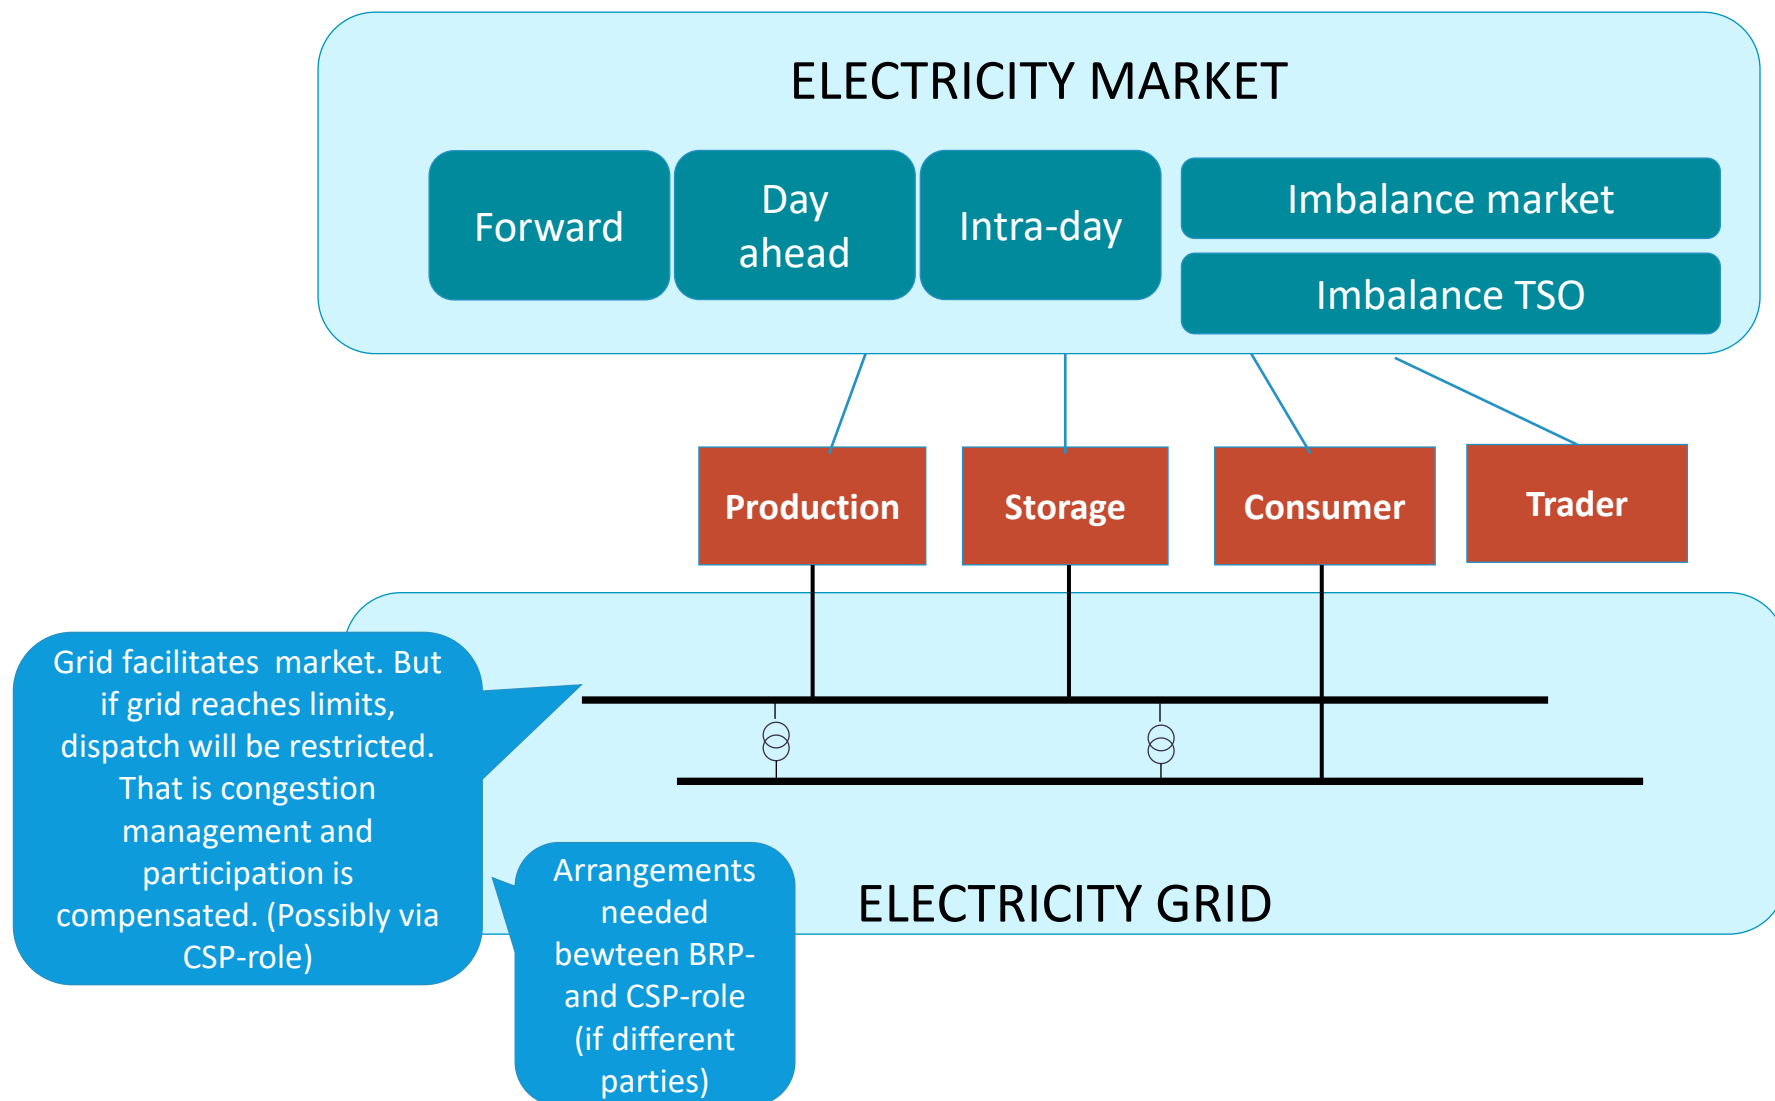 ELECTRICITY MARKET
Forward
Day
ahead
Intra-day
Imbalance market
Imbalance TSO
Production
Storage
Consumer
Trader
Grid facilitates  market. But
if grid reaches limits,
dispatch will be restricted.
That is congestion
management and
participation is
compensated. (Possibly via
CSP-role)
Arrangements
needed
bewteen BRP-
and CSP-role
(if different
parties)
ELECTRICITY GRID